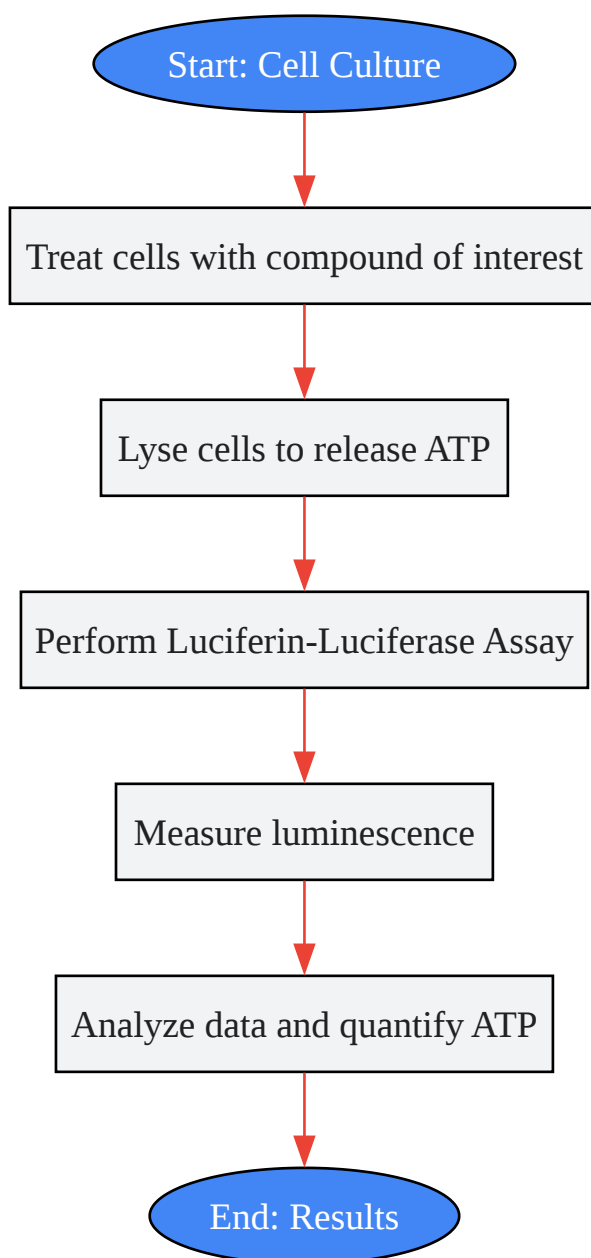 Start: Cell Culture
Treat cells with compound of interest
Lyse cells to release ATP
Perform Luciferin-Luciferase Assay
Measure luminescence
Analyze data and quantify ATP
End: Results